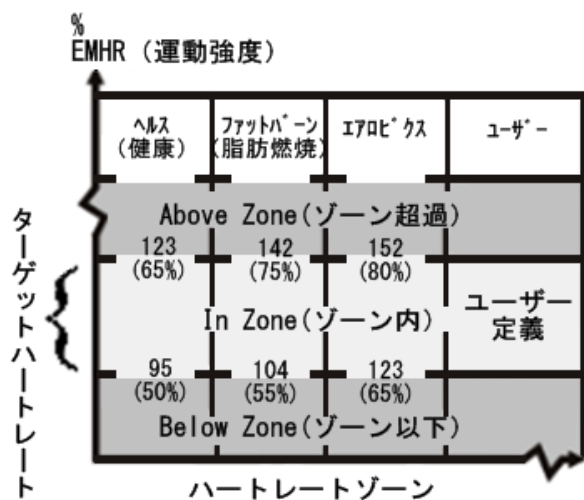 %
EMHR (運動強度)
ﾍﾙｽ
(健康)
ﾌｧｯﾄﾊﾞｰﾝ
(脂肪燃焼)
ｴｱﾛﾋﾞｸｽ
ﾕｰｻﾞｰ
Above Zone(ゾーン超過)
123
(65%)
142
(75%)
152
(80%)
ターゲットハートレート
In Zone(ゾーン内)
ユーザー
定義
95
(50%)
104
(55%)
123
(65%)
Below Zone(ゾーン以下)
ハートレートゾーン